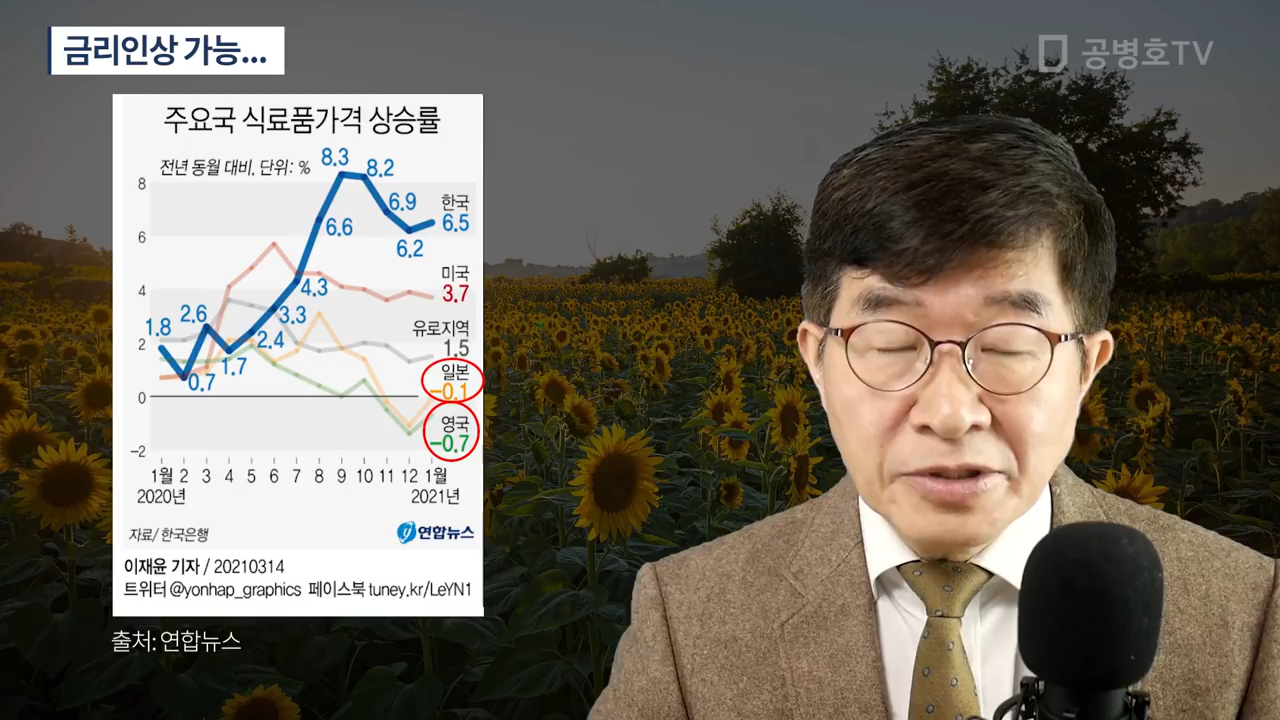 금리인상 가능...
공병호TV
주요국 식료품가격 상승률
전년 동월 대비, 단위: %
8.3
8.2
8
6.9
한국
6.5
6.6
6.2
6
미국
3.7
4.3
4
3.3
2.6
1.8
유로지역
1.5
2.4
2
1.7
0.7
일본
-0.1
0
영국
-0.7
-2
1월 2 3 4 5 6 7 8 9 10 11 12 1월
2020년 2021년
자료/ 한국은행
연합뉴스
이재윤 기자 / 20210314
트위터 @yonhap_graphics 페이스북 tuney.kr/LeYN1
출처: 연합뉴스